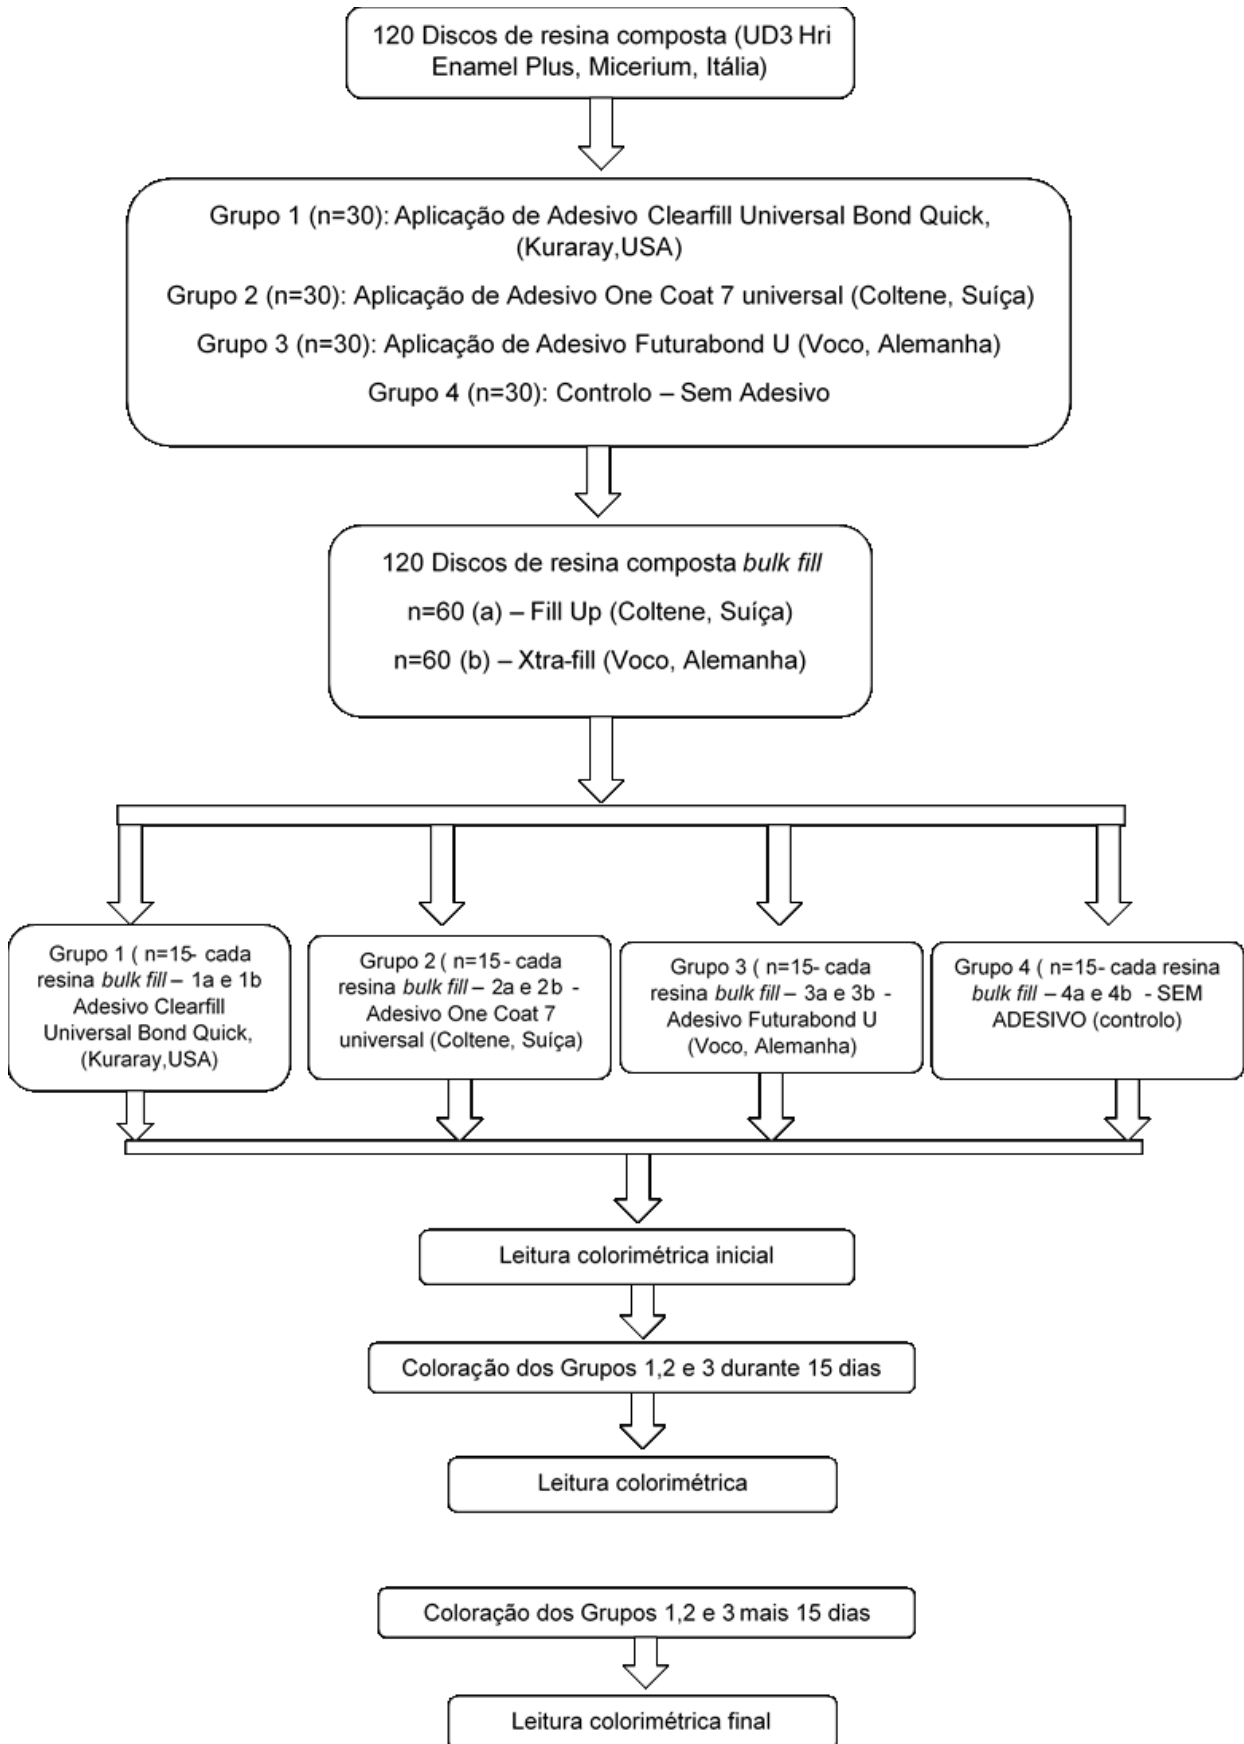 120 Discos de resina composta (UD3 Hri
Enamel Plus, Micerium, Itália)
Grupo 1 (n=30): Aplicação de Adesivo Clearfill Universal Bond Quick,
(Kuraray,USA)
Grupo 2 (n=30): Aplicação de Adesivo One Coat 7 universal (Coltene, Suíça)
Grupo 3 (n=30): Aplicação de Adesivo Futurabond U (Voco, Alemanha)
Grupo 4 (n=30): Controlo – Sem Adesivo
120 Discos de resina composta bulk fill
n=60 (a) – Fill Up (Coltene, Suíça)
n=60 (b) – Xtra-fill (Voco, Alemanha)
Grupo 1 ( n=15- cada
resina bulk fill – 1a e 1b
Adesivo Clearfill
Universal Bond Quick,
(Kuraray,USA)
Grupo 2 ( n=15- cada
resina bulk fill – 2a e 2b -
Adesivo One Coat 7
universal (Coltene, Suíça)
Grupo 3 ( n=15- cada
resina bulk fill – 3a e 3b -
Adesivo Futurabond U
(Voco, Alemanha)
Grupo 4 ( n=15- cada resina
bulk fill – 4a e 4b - SEM
ADESIVO (controlo)
Leitura colorimétrica inicial
Coloração dos Grupos 1,2 e 3 durante 15 dias
Leitura colorimétrica
Coloração dos Grupos 1,2 e 3 mais 15 dias
Leitura colorimétrica final